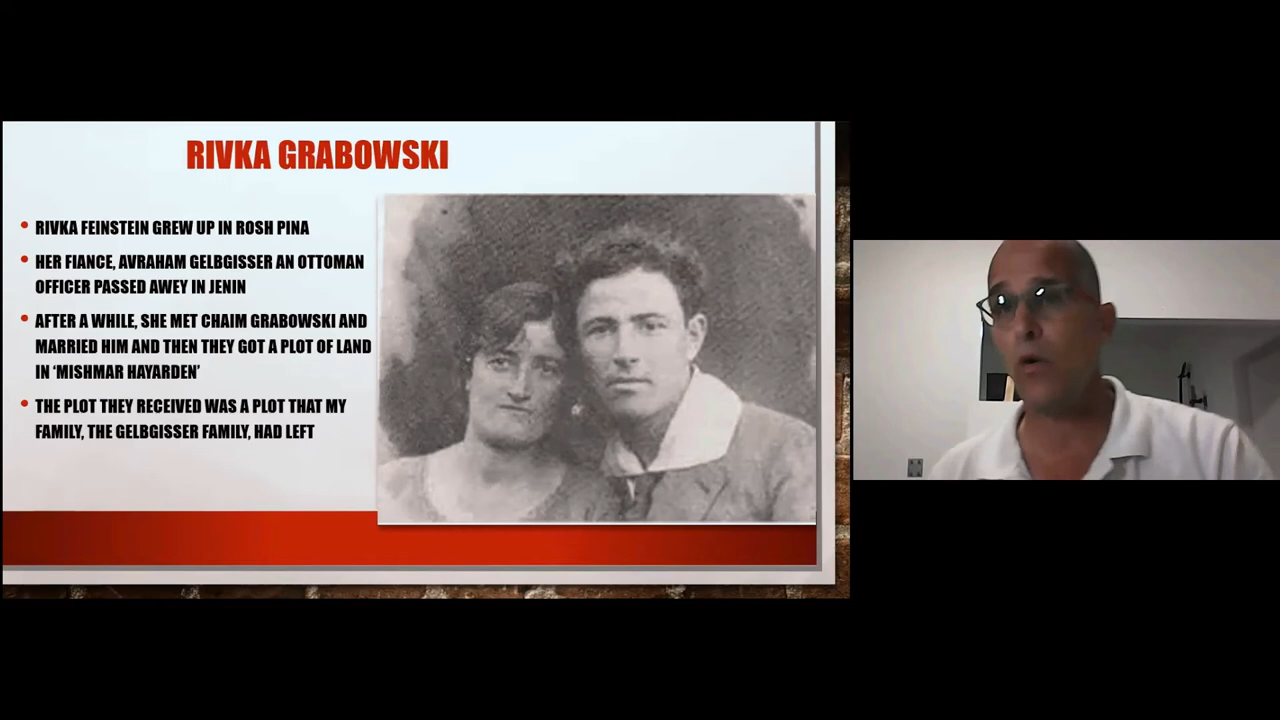 RIVKA GRABOWSKI
• RIVKA FEINSTEIN GREW UP IN ROSH PINA
• HER FIANCE, AVRAHAM GELBGISSER AN OTTOMAN
OFFICER PASSED AWEY IN JENIN
• AFTER A WHILE, SHE MET CHAIM GRABOWSKI AND
MARRIED HIM AND THEN THEY GOT A PLOT OF LAND
IN ‘MISHMAR HAYARDEN’
• THE PLOT THEY RECEIVED WAS A PLOT THAT MY
FAMILY, THE GELBGISSER FAMILY, HAD LEFT